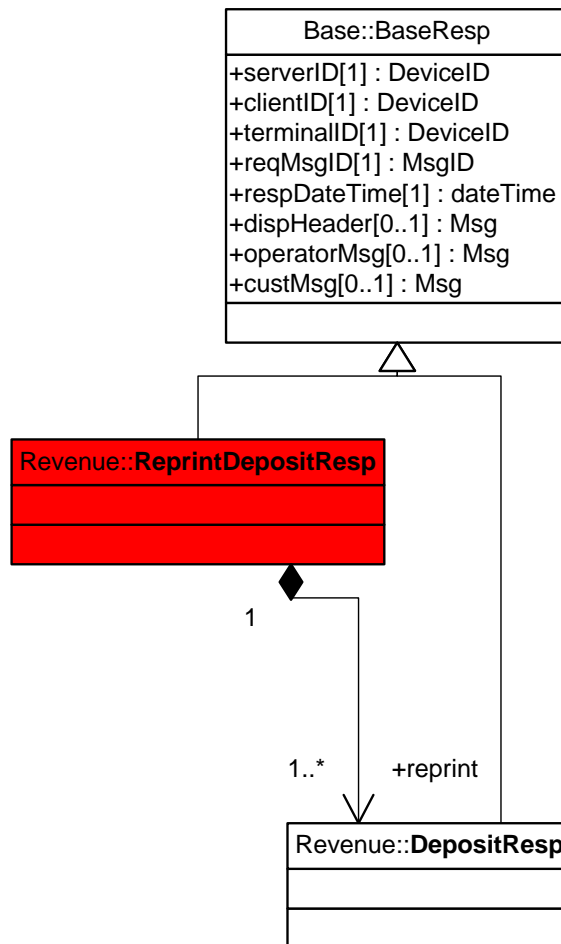 Base::BaseResp
+serverID[1] : DeviceID
+clientID[1] : DeviceID
+terminalID[1] : DeviceID
+reqMsgID[1] : MsgID
+respDateTime[1] : dateTime
+dispHeader[0..1] : Msg
+operatorMsg[0..1] : Msg
+custMsg[0..1] : Msg
Revenue::ReprintDepositResp
1
1..* +reprint
Revenue::DepositResp